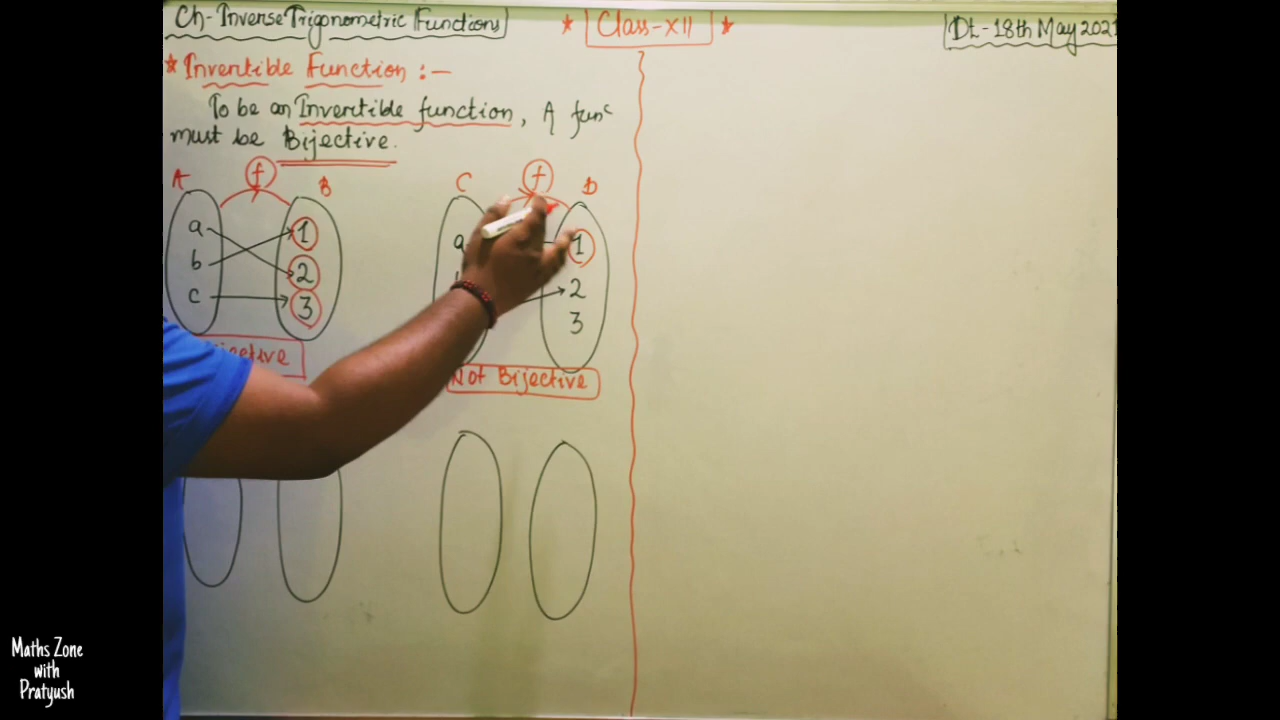 Ch- Inverse Trigonometric Functions
* Class-XII *
Dt-18th May 2021
* Invertible Function :-
To be an Invertible function, A funᶜ
must be Bijective.
A f B
C f D
a 1
b 2
c 3
a 1
2
3
Not Bijective
Maths Zone
with
Pratyush